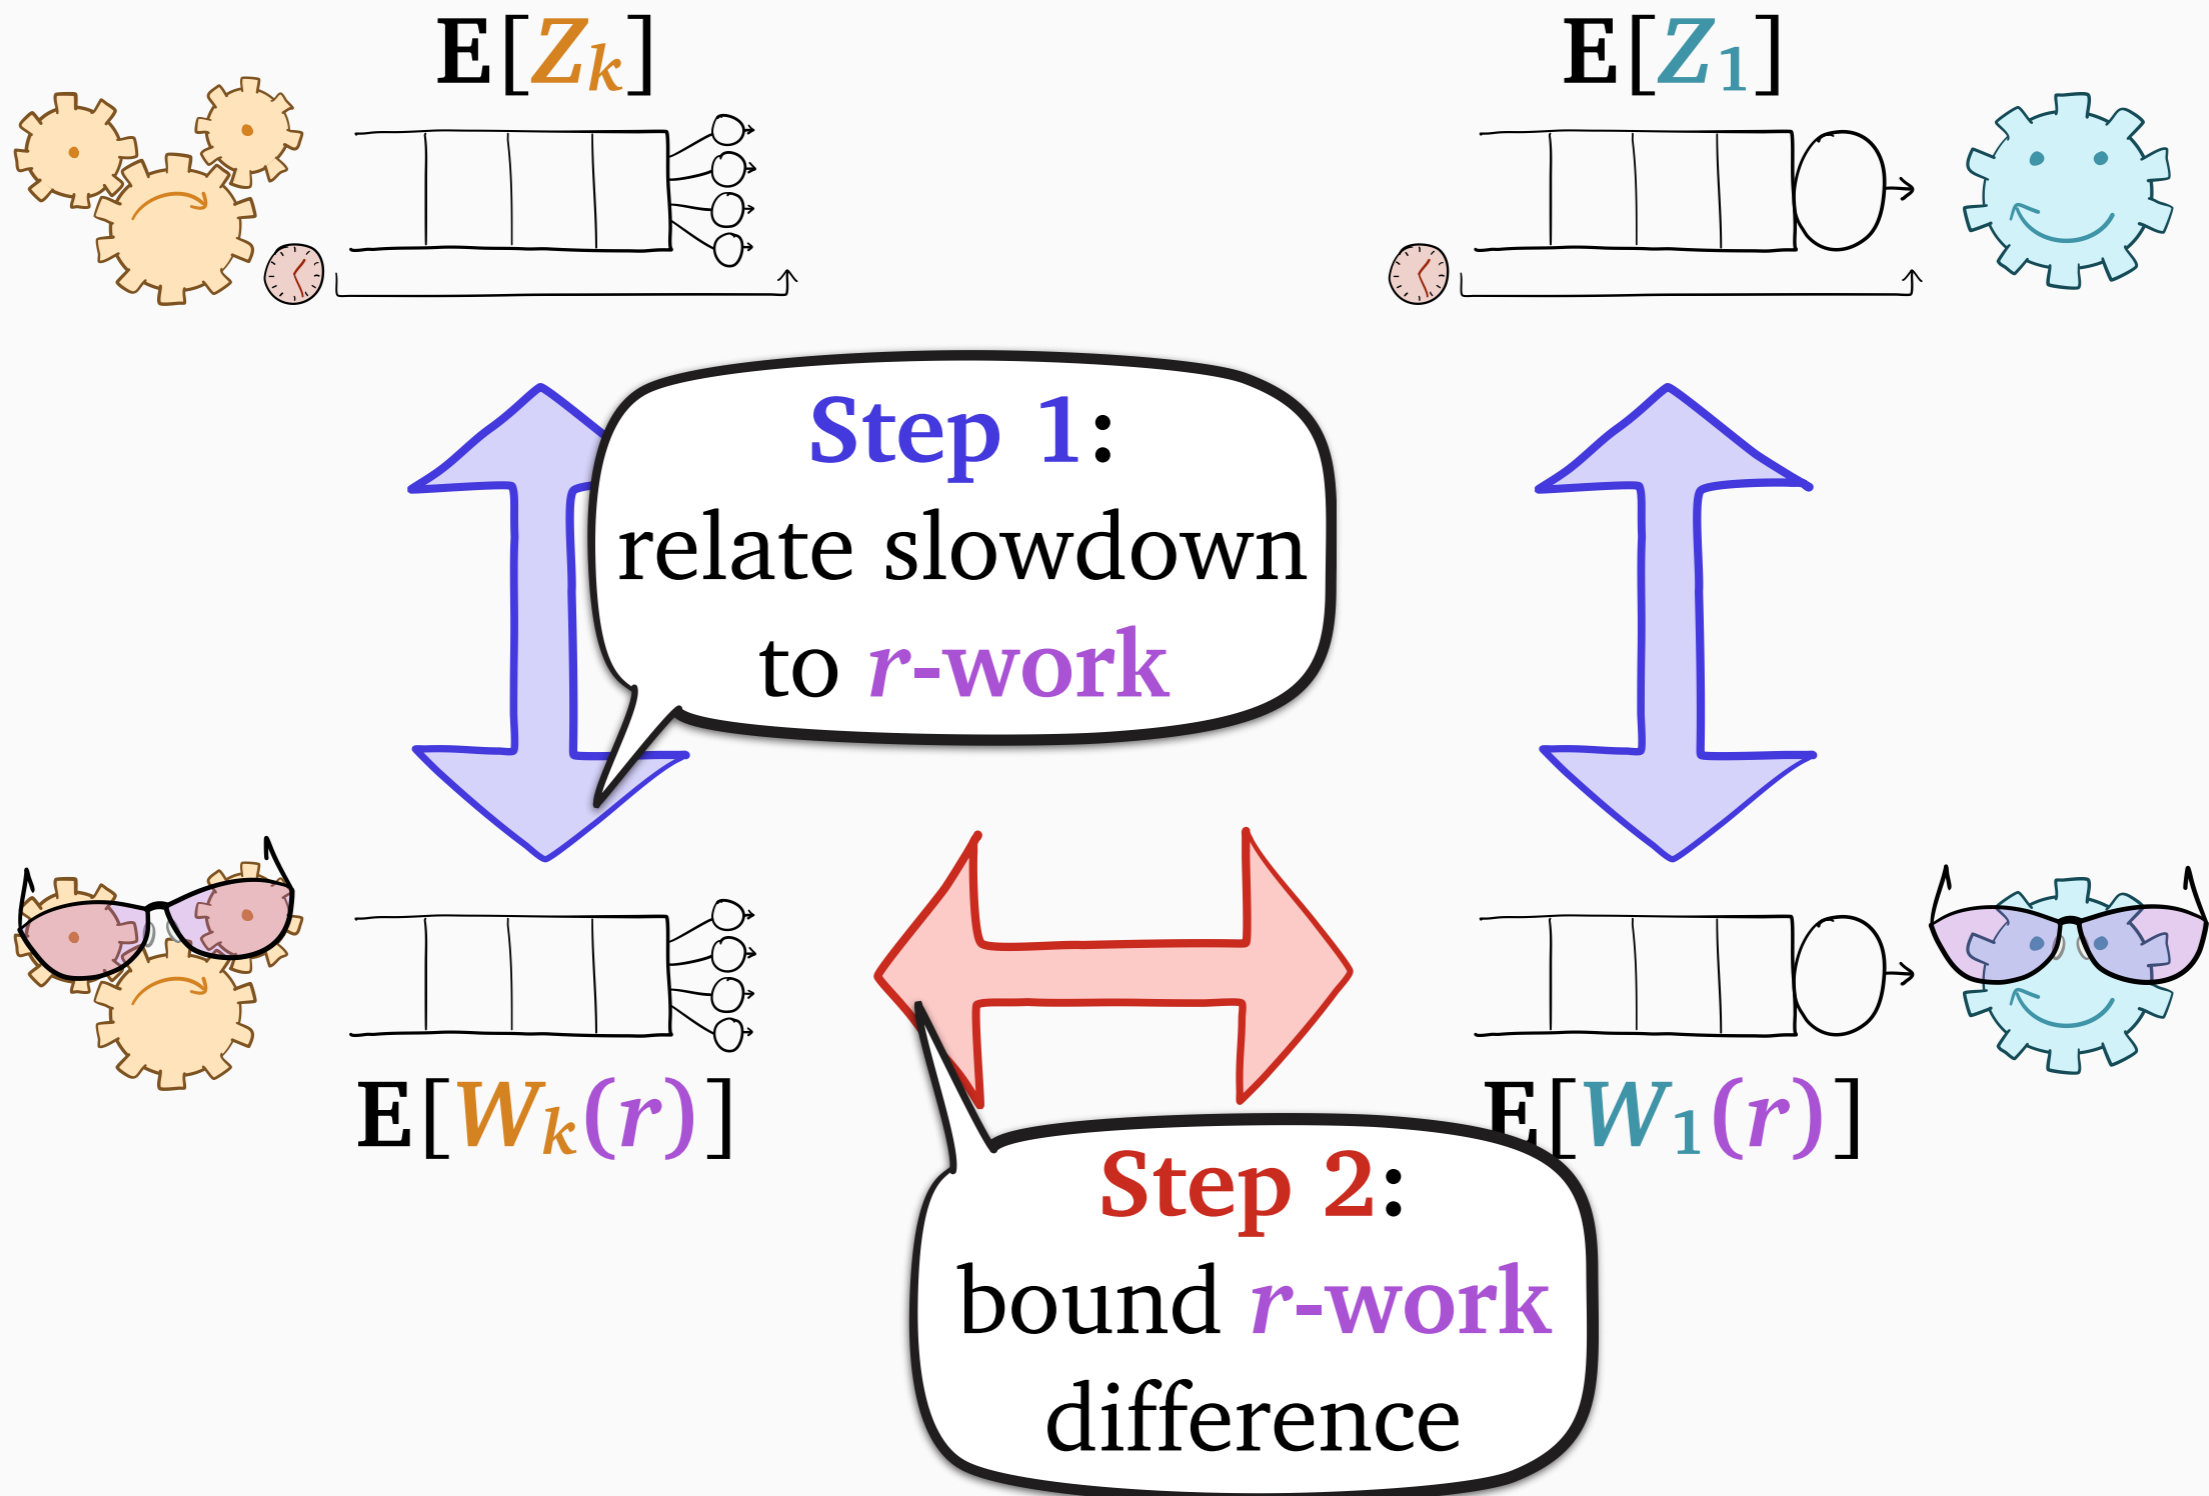 E[Zk]
E[Z1]
Step 1:
relate slowdown
to r-work
E[Wk(r)]
E[W1(r)]
Step 2:
bound r-work
difference